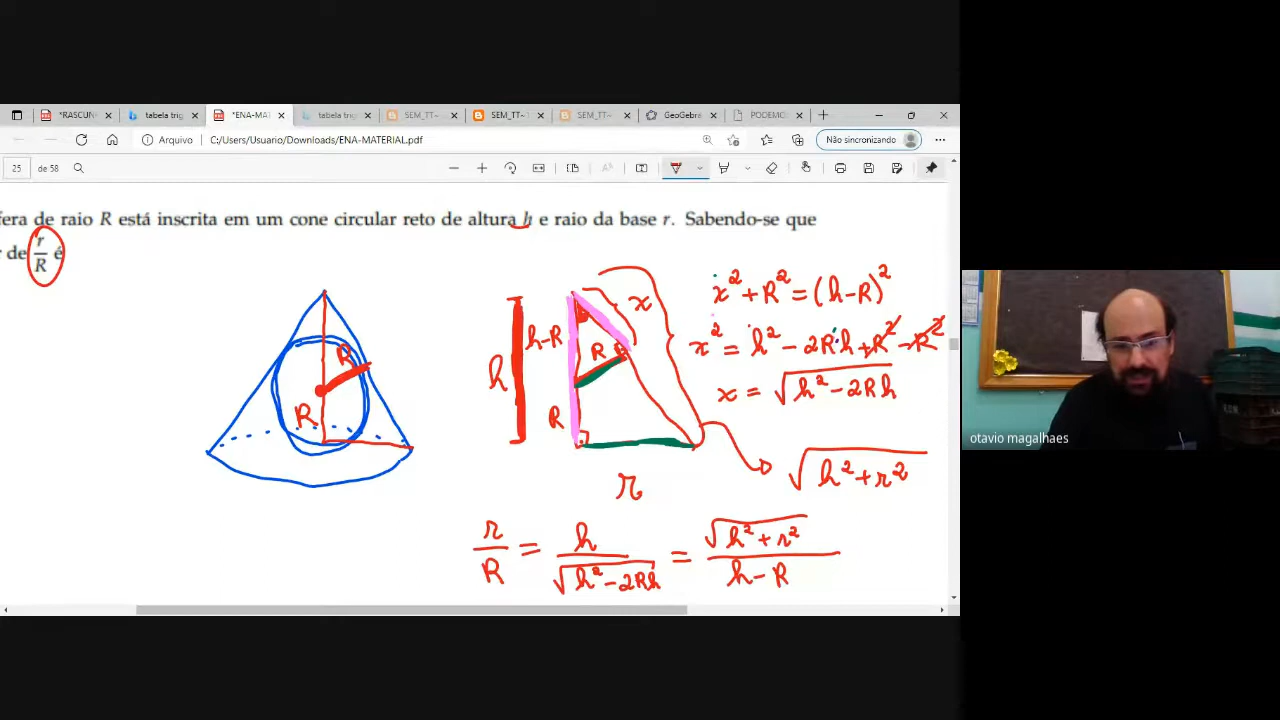 *RASCUN
tabela trig
*ENA-MAT
tabela trig
SEM_TT~
SEM_TT~
SEM_TT~
GeoGebra
PODEMO
Arquivo C:/Users/Usuario/Downloads/ENA-MATERIAL.pdf
Não sincronizando
25 de 58
fera de raio R está inscrita em um cone circular reto de altura h e raio da base r. Sabendo-se que
r de r/R é
x
h-R
R
R
h
R
R
r
x² + R² = (h-R)²
x² = h² - 2Rh + R² - R²
x = √(h² - 2Rh)
√(h² + r²)
r/R = h/√(h² - 2Rh) = √(h² + r²)/(h - R)
otavio magalhaes